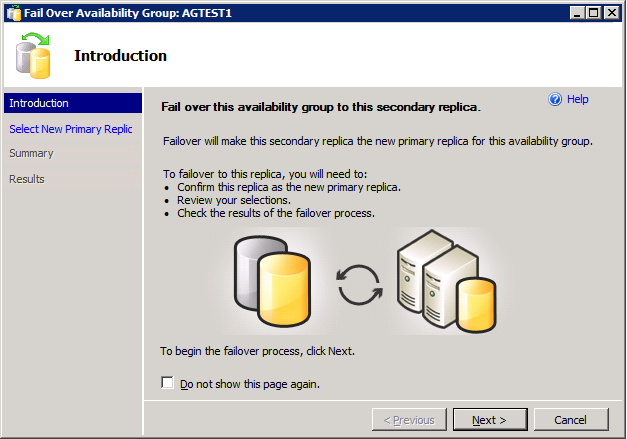 Fail Over Availability Group: AGTEST1
Introduction
Introduction
Select New Primary Replic
Summary
Results
Fail over this availability group to this secondary replica.
Help
Failover will make this secondary replica the new primary replica for this availability group.
To failover to this replica, you will need to:
• Confirm this replica as the new primary replica.
• Review your selections.
• Check the results of the failover process.
To begin the failover process, click Next.
Do not show this page again.
< Previous
Next >
Cancel